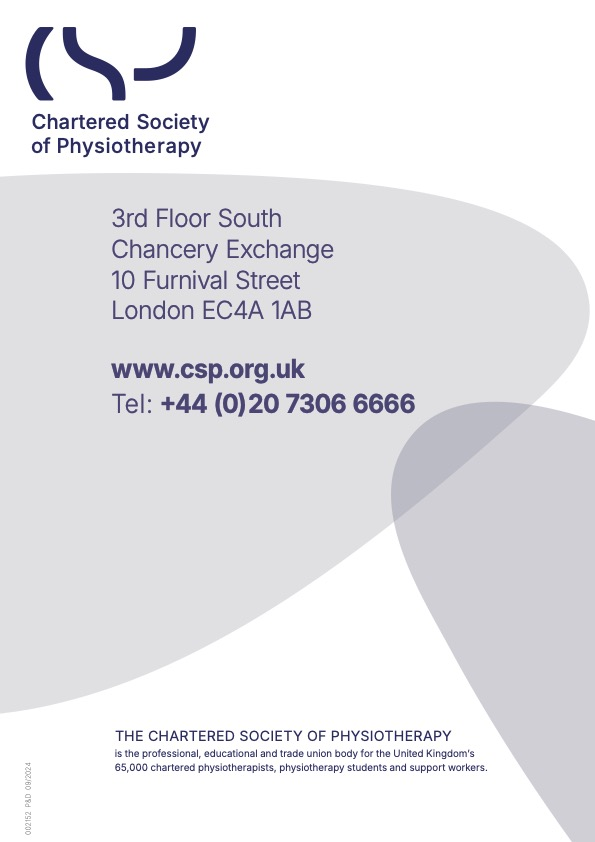 Chartered Society
of Physiotherapy
3rd Floor South
Chancery Exchange
10 Furnival Street
London EC4A 1AB
www.csp.org.uk
Tel: +44 (0)20 7306 6666
THE CHARTERED SOCIETY OF PHYSIOTHERAPY
is the professional, educational and trade union body for the United Kingdom's
65,000 chartered physiotherapists, physiotherapy students and support workers.
002152 P&D 09/2024